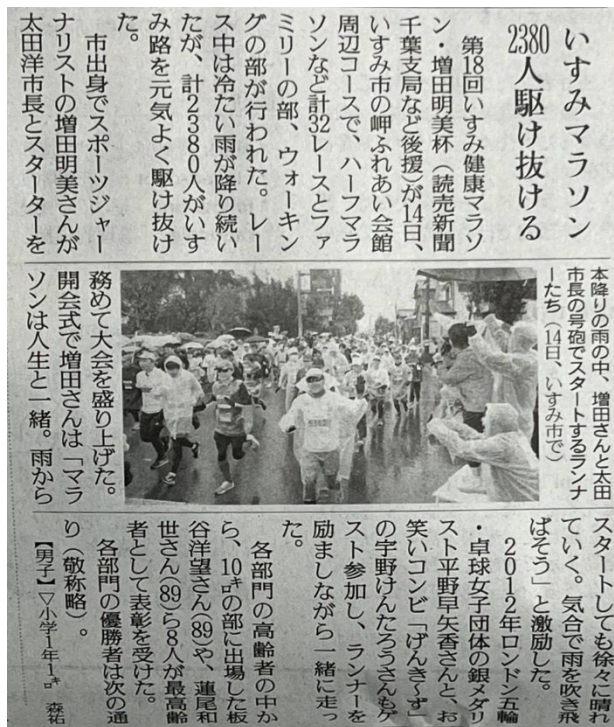 いすみマラソン
2380人駆け抜ける
第18回いすみ健康マラソ
ン・増田明美杯（読売新聞
千葉支局など後援）が14日、
いすみ市の岬ふれあい会館
周辺コースで、ハーフマラ
ソンなど計32レースとファ
ミリーの部、ウォーキン
グの部が行われた。レー
ス中は冷たい雨が降り続い
たが、計2380人がいす
み路を元気よく駆け抜け
た。
市出身でスポーツジャー
ナリストの増田明美さんが
太田洋市長とスターターを
務めて大会を盛り上げた。
開会式で増田さんは「マラ
ソンは人生と一緒。雨から
スタートしても徐々に晴れ
ていく。気合で雨を吹き飛
ばそう」と激励した。
2012年ロンドン五輪
・卓球女子団体の銀メダリ
スト平野早矢香さんと、お
笑いコンビ「げんき〜ず」
の宇野けんたろうさんもゲ
スト参加し、ランナーを
励ましながら一緒に走っ
た。
各部門の高齢者の中か
ら、10㌔の部に出場した板
谷洋望さん(89)や、蓮尾和
世さん(89)ら8人が最高齢
者として表彰を受けた。
各部門の優勝者は次の通
り（敬称略）。
【男子】▽小学1年1㌔ 森祐
本降りの雨の中、増田さんと太田
市長の号砲でスタートするランナ
ーたち（14日、いすみ市で）